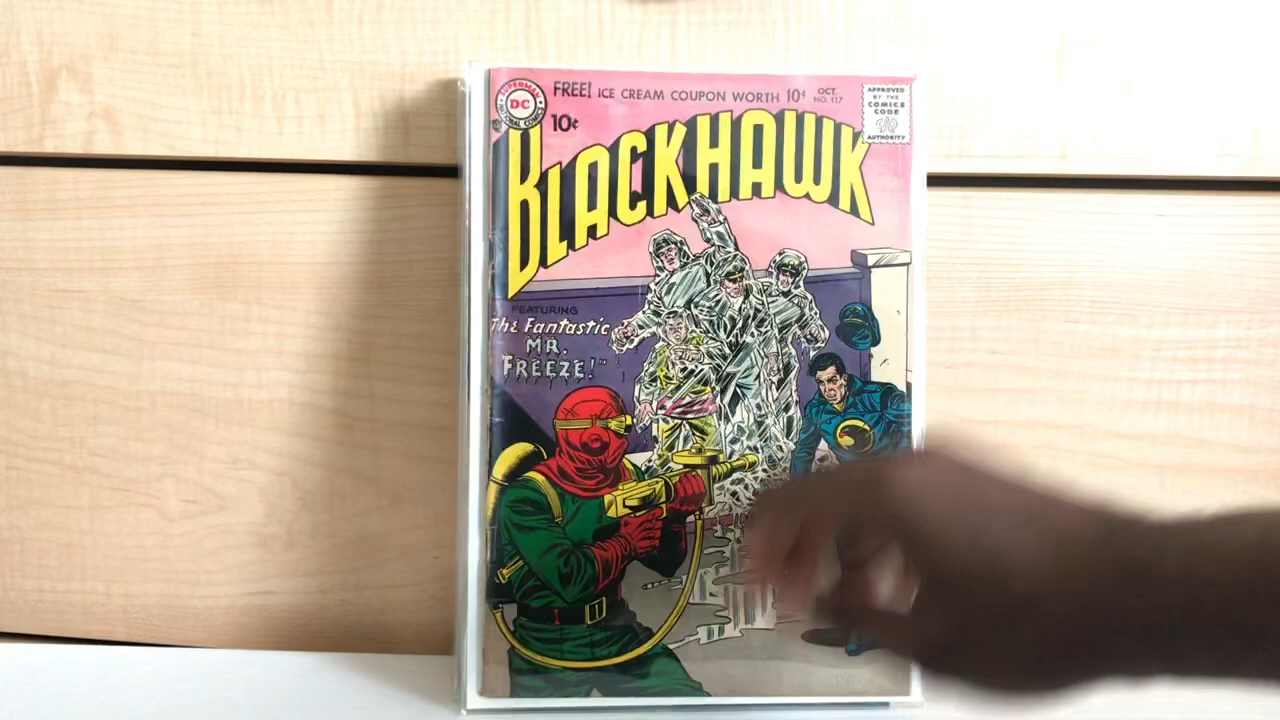 FREE! ICE CREAM COUPON WORTH 10¢
OCT.
NO. 117
SUPERMAN
DC
NATIONAL COMICS
10¢
APPROVED
BY THE
COMICS
CODE
AUTHORITY
BLACKHAWK
FEATURING
"The Fantastic
MR.
FREEZE!"